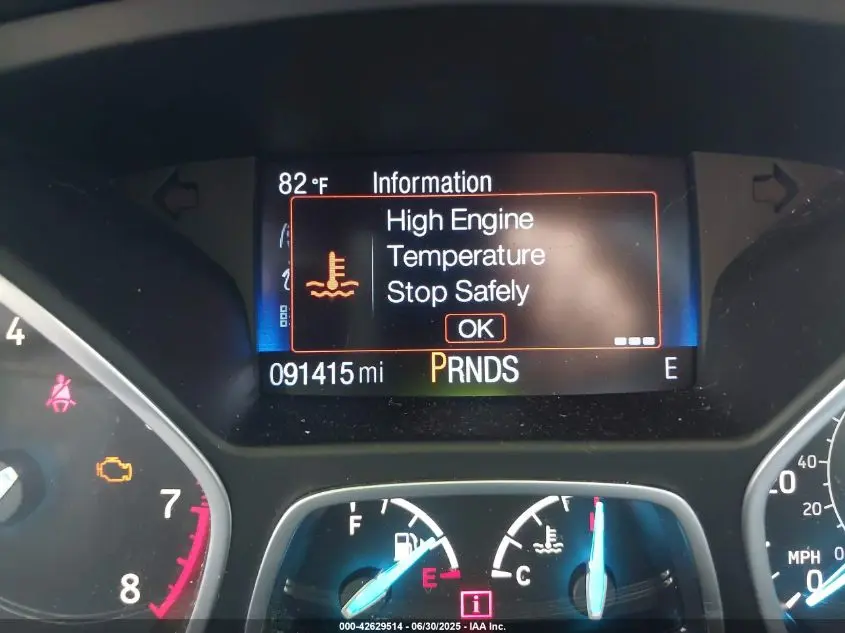 82°F Information
High Engine
Temperature
Stop Safely
OK
091415 mi PRNDS E
4
7
8
F
E
C
H
i
40
20
0
MPH 0
000-42629514 - 06/30/2025 - IAA Inc.